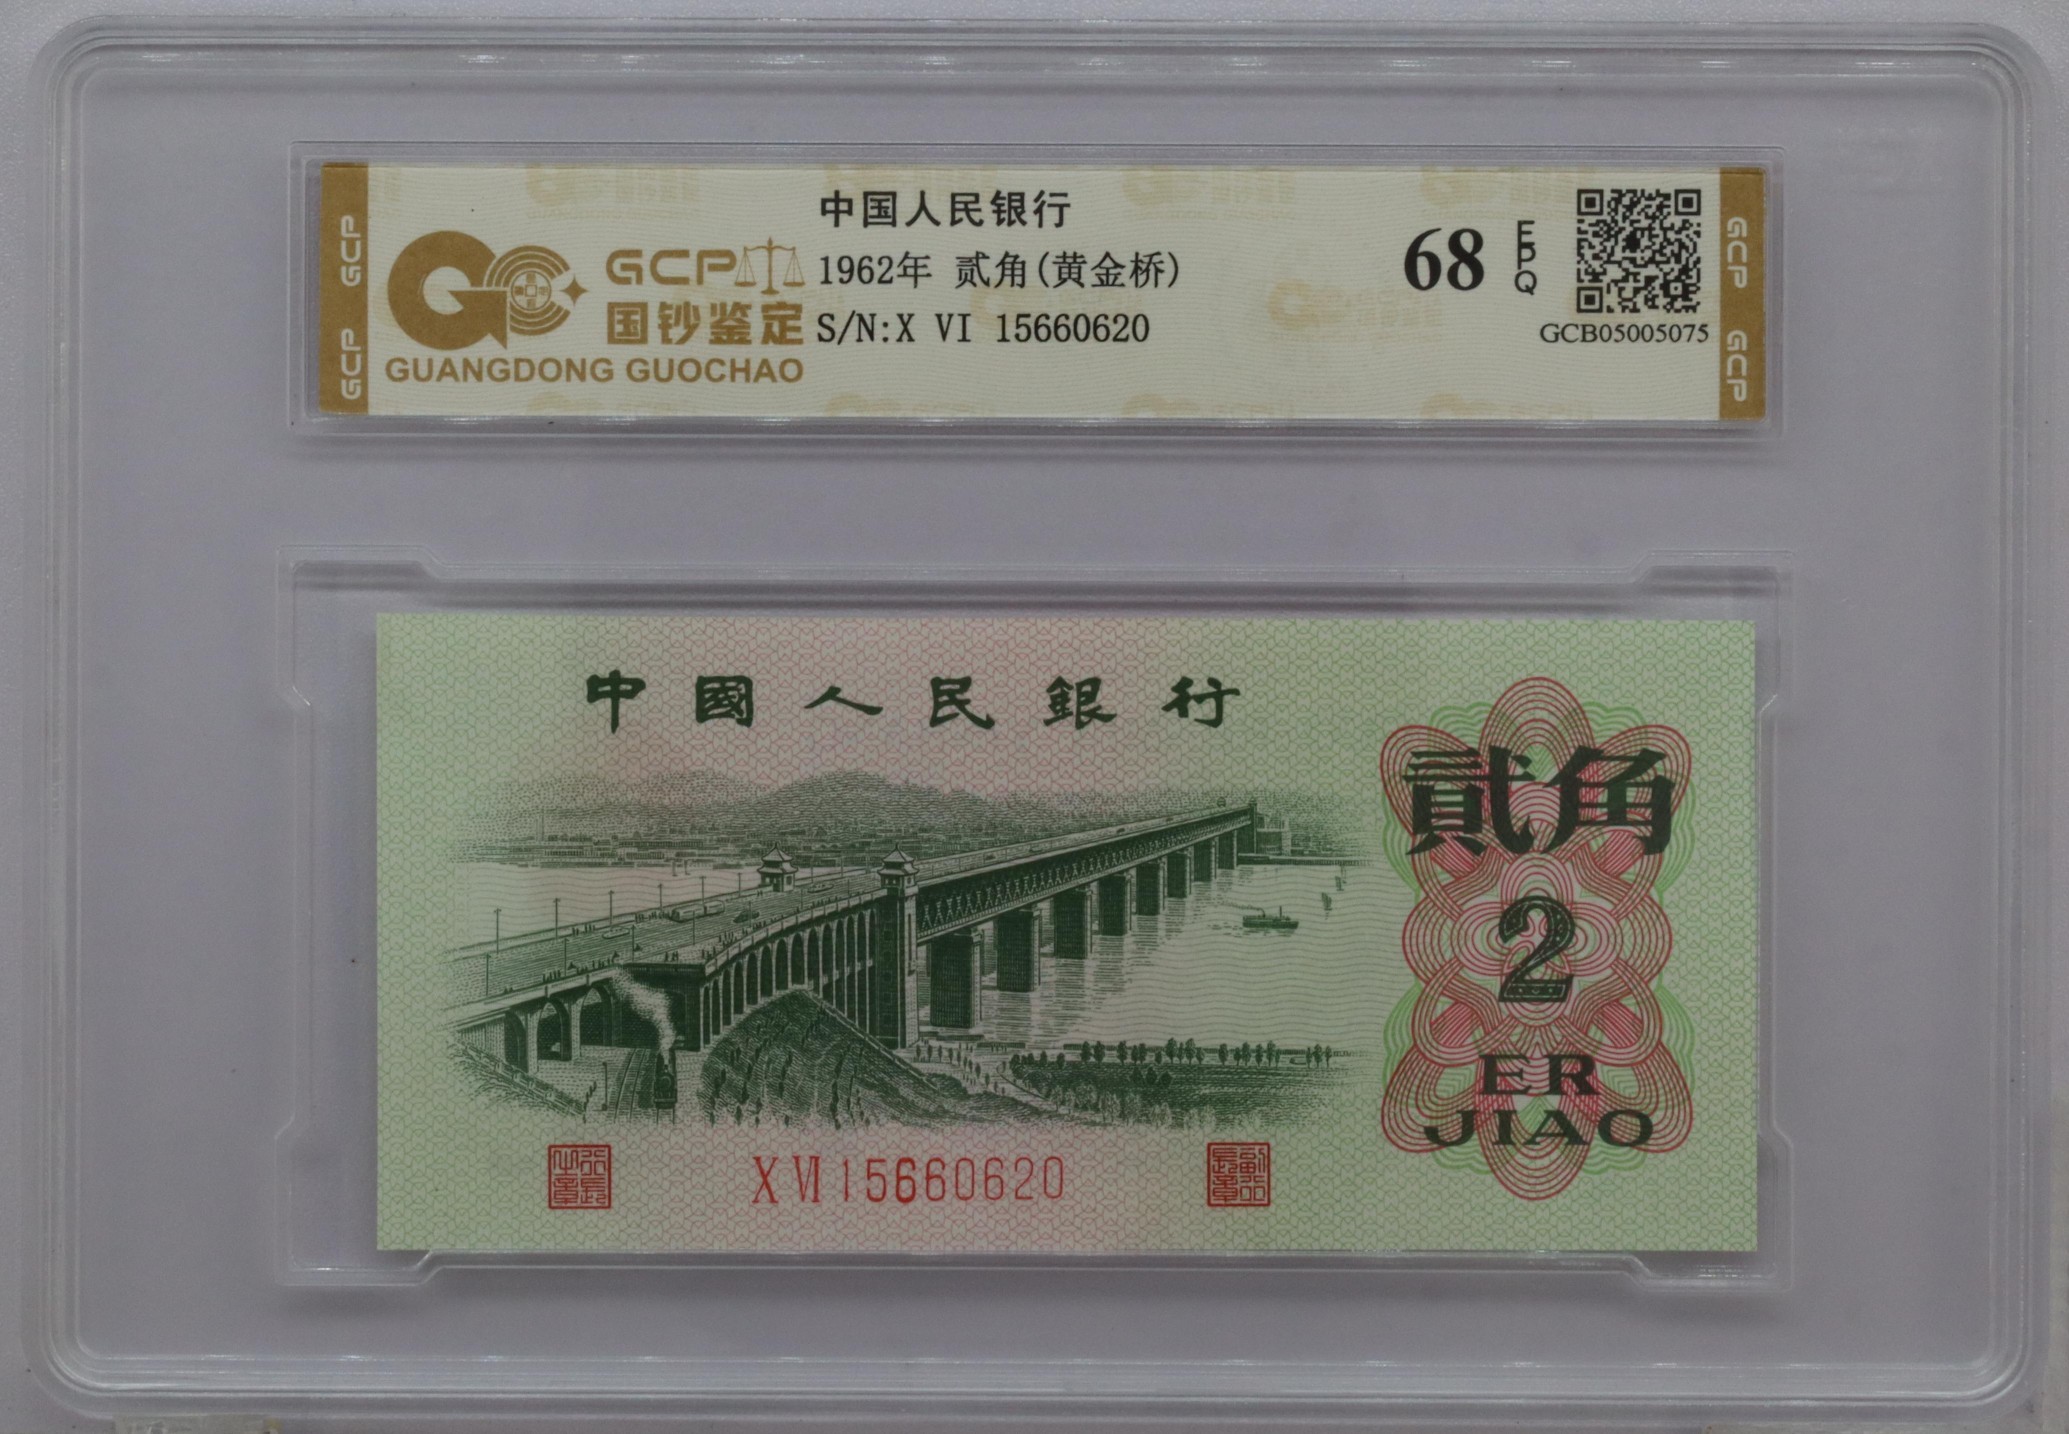 中国人民银行
GCP
国钞鉴定
GUANGDONG GUOCHAO
1962年 贰角(黄金桥)
S/N:X VI 15660620
68 EPQ
GCB05005075
GCP
GCP
GCP
GCP
中國人民銀行
貳角
2
ER
JIAO
X Ⅵ 15660620